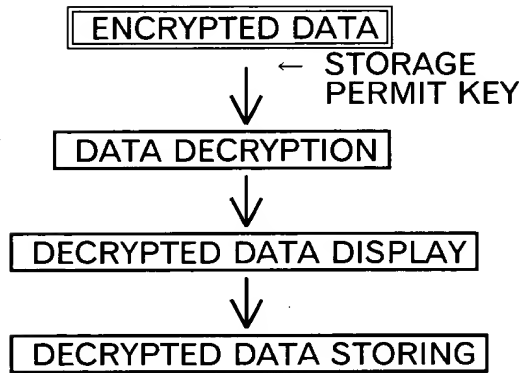 ENCRYPTED DATA
← STORAGE
PERMIT KEY
DATA DECRYPTION
DECRYPTED DATA DISPLAY
DECRYPTED DATA STORING